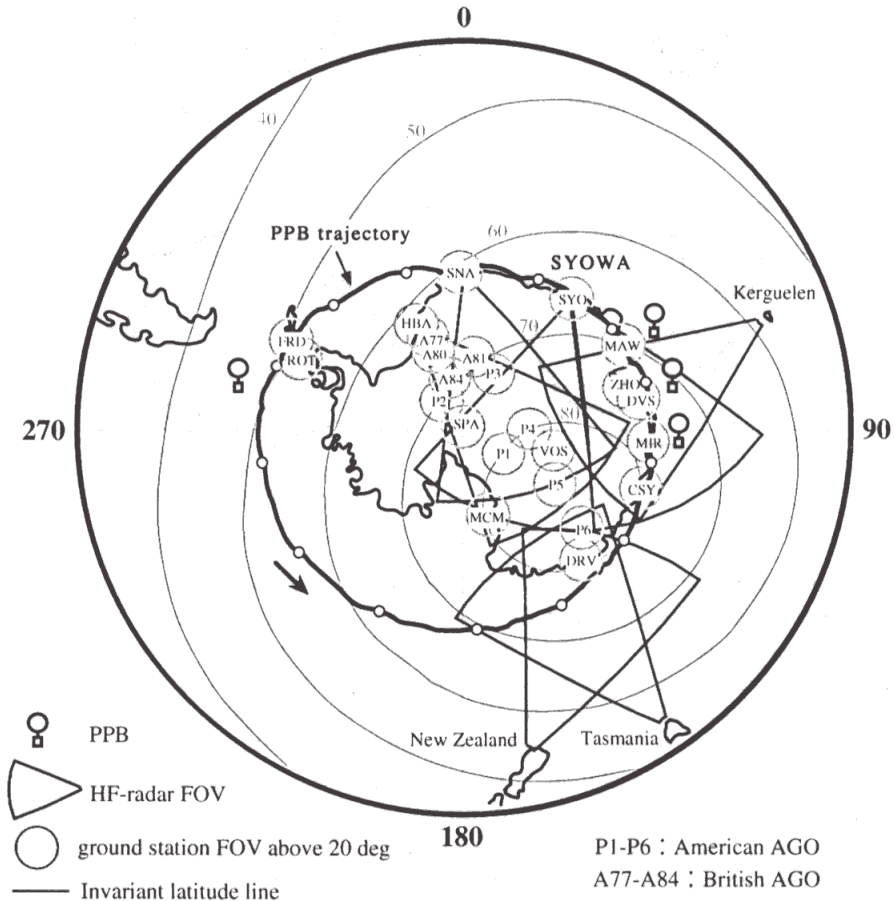 0
40
50
PPB trajectory
60
SNA
SYOWA
SYO
Kerguelen
HBA
70
FRD
A77
MAW
ROT
A80
A81
A84
P3
ZHO
P2
DVS
SPA
80
270
P4
MIR
90
P1
VOS
P5
CSY
MCM
P6
DRV
New Zealand
Tasmania
PPB
HF-radar FOV
180
ground station FOV above 20 deg
P1-P6 : American AGO
Invariant latitude line
A77-A84 : British AGO